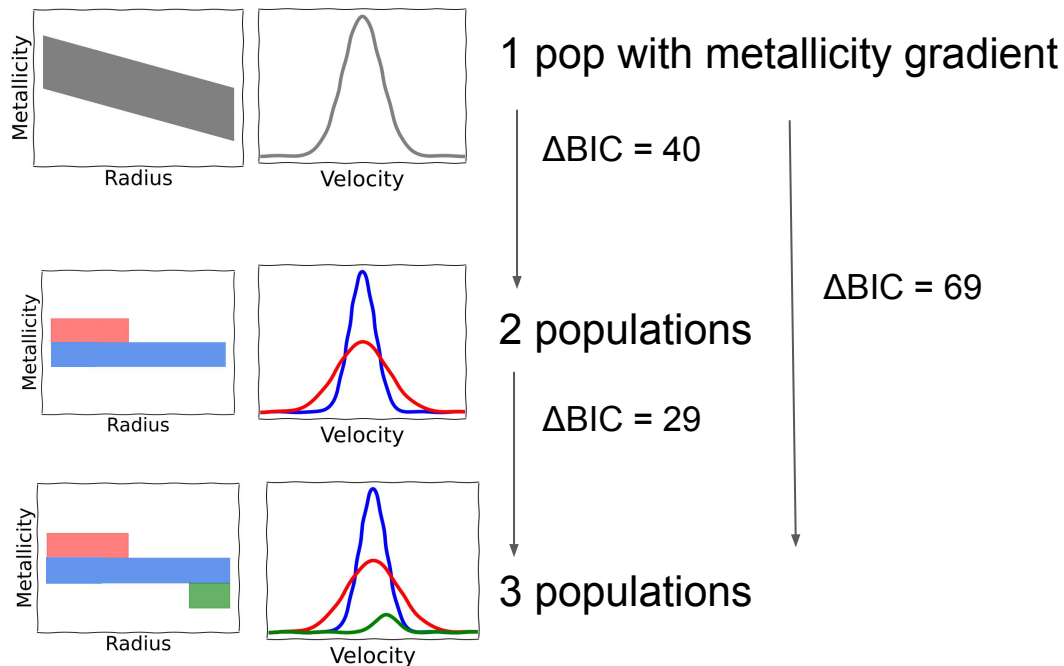 Metallicity
Radius
Velocity
1 pop with metallicity gradient
ΔBIC = 40
ΔBIC = 69
Metallicity
Radius
Velocity
2 populations
ΔBIC = 29
Metallicity
Radius
Velocity
3 populations